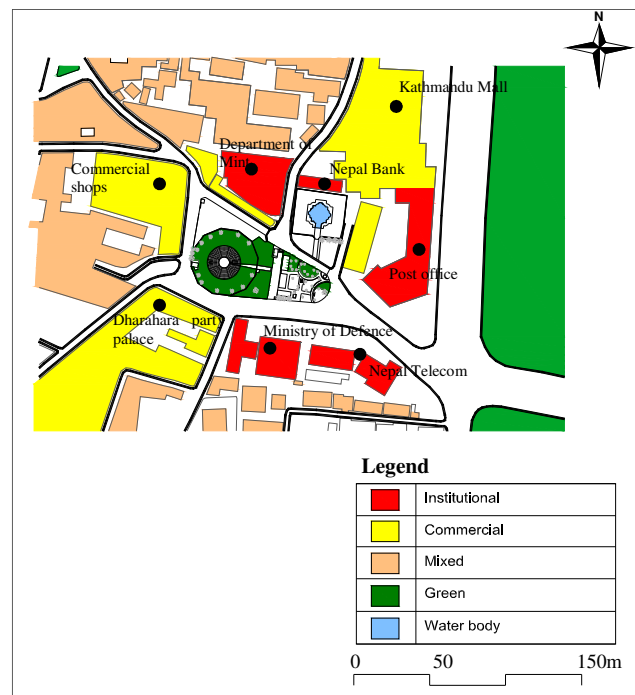 N
Kathmandu Mall
Department of
Mint
Nepal Bank
Commercial
shops
Post office
Dharahara party
palace
Ministry of Defence
Nepal Telecom
Legend
Institutional
Commercial
Mixed
Green
Water body
0 50 150m